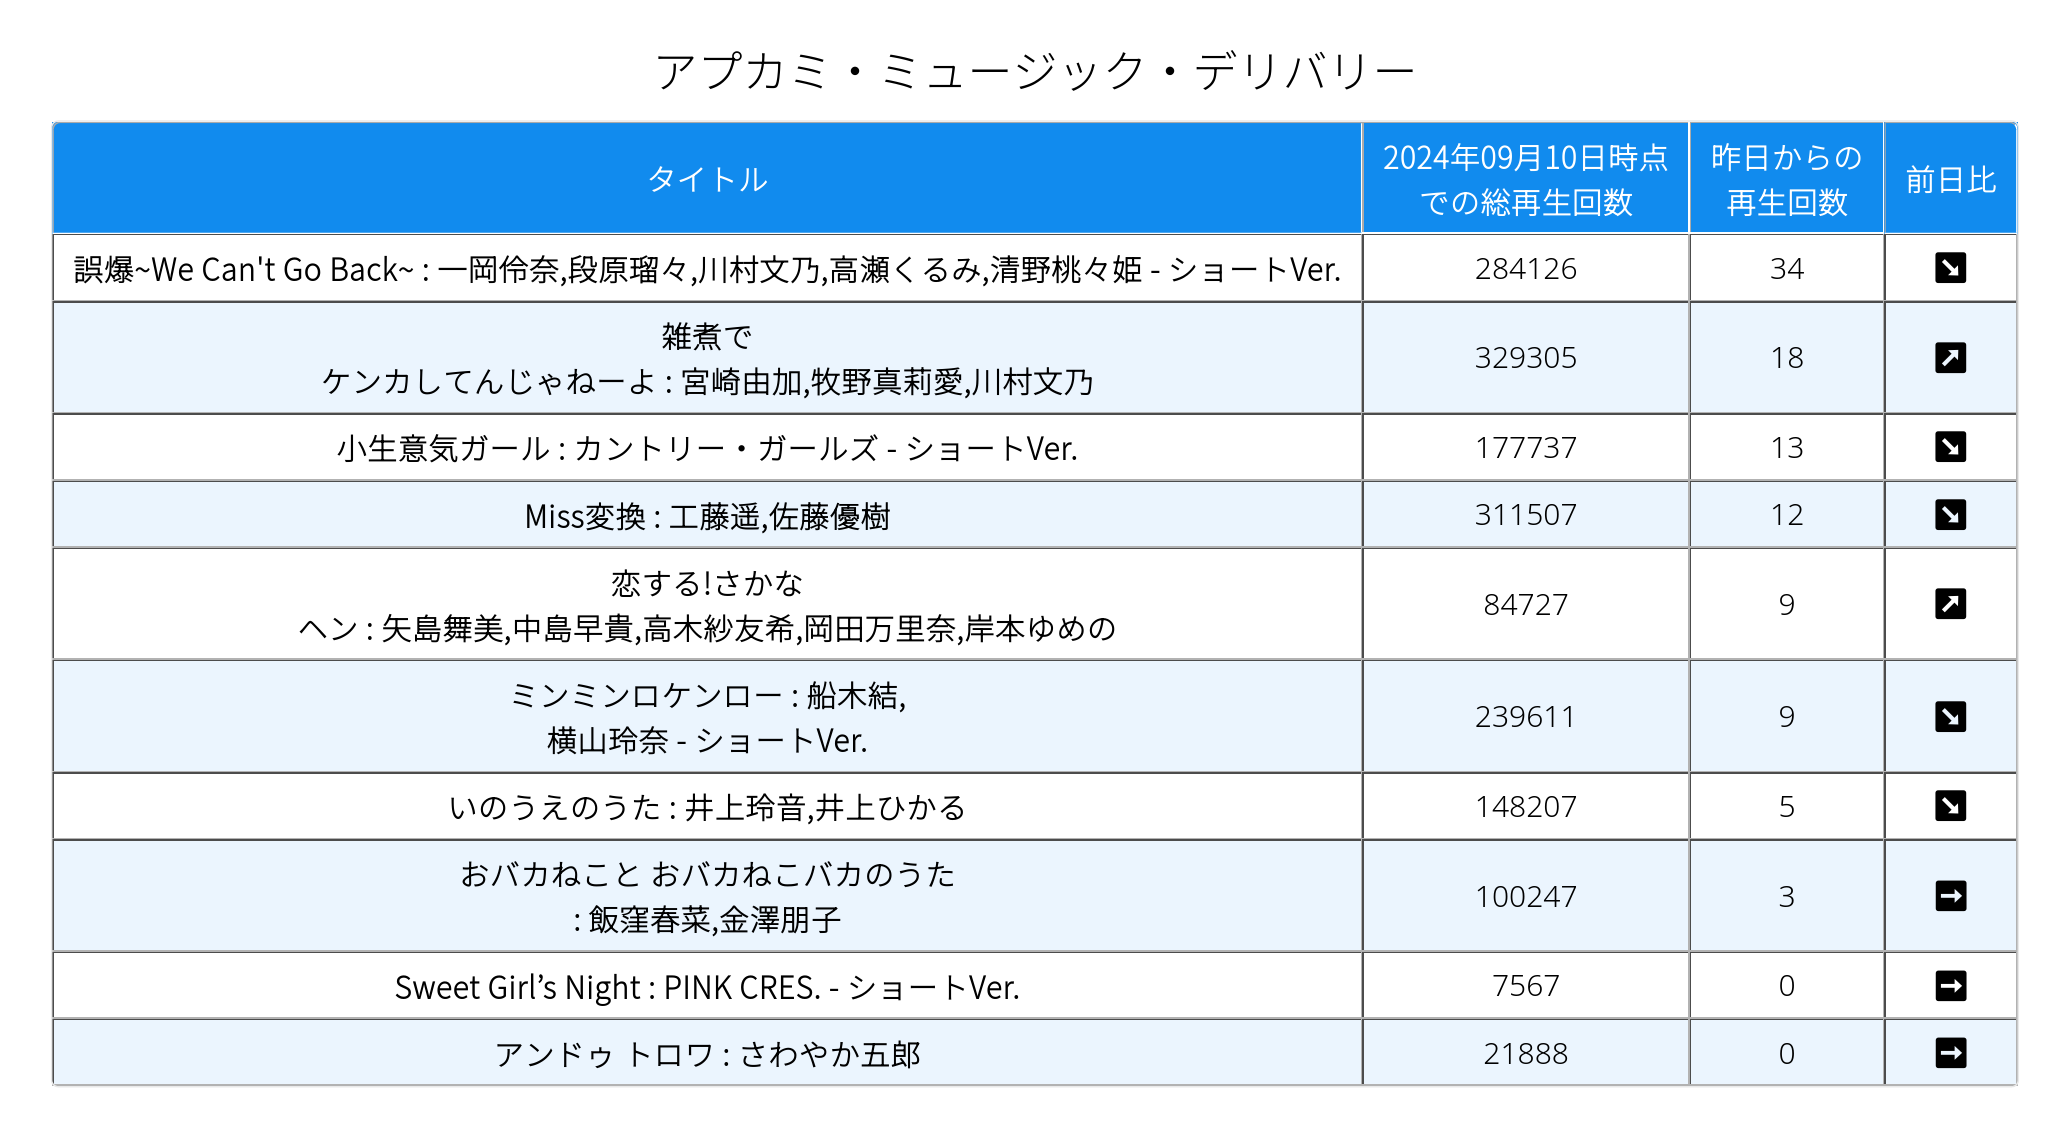 アプカミ・ミュージック・デリバリー
タイトル
2024年09月10日時点
での総再生回数
昨日からの
再生回数
前日比
誤爆~We Can't Go Back~ : 一岡伶奈,段原瑠々,川村文乃,高瀬くるみ,清野桃々姫 - ショートVer.
284126
34
雑煮で
ケンカしてんじゃねーよ : 宮崎由加,牧野真莉愛,川村文乃
329305
18
小生意気ガール : カントリー・ガールズ - ショートVer.
177737
13
Miss変換 : 工藤遥,佐藤優樹
311507
12
恋する!さかな
ヘン : 矢島舞美,中島早貴,高木紗友希,岡田万里奈,岸本ゆめの
84727
9
ミンミンロケンロー : 船木結,
横山玲奈 - ショートVer.
239611
9
いのうえのうた : 井上玲音,井上ひかる
148207
5
おバカねこと おバカねこバカのうた
: 飯窪春菜,金澤朋子
100247
3
Sweet Girl’s Night : PINK CRES. - ショートVer.
7567
0
アンドゥ トロワ : さわやか五郎
21888
0